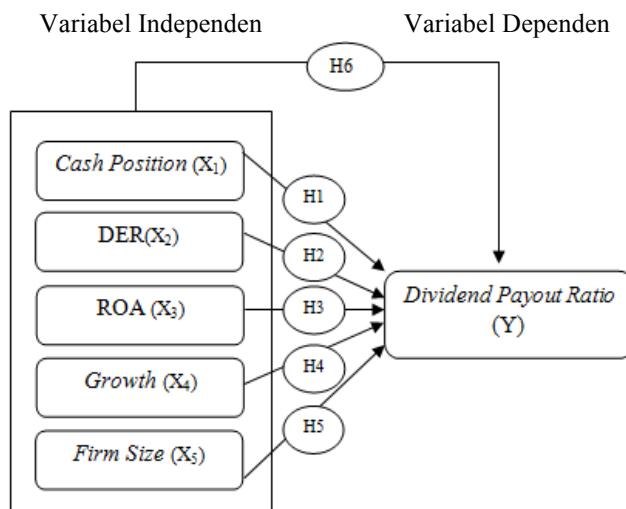 Variabel Independen
Variabel Dependen
H6
Cash Position (X₁)
H1
DER(X₂)
H2
ROA (X₃)
H3
Dividend Payout Ratio
(Y)
Growth (X₄)
H4
Firm Size (X₅)
H5